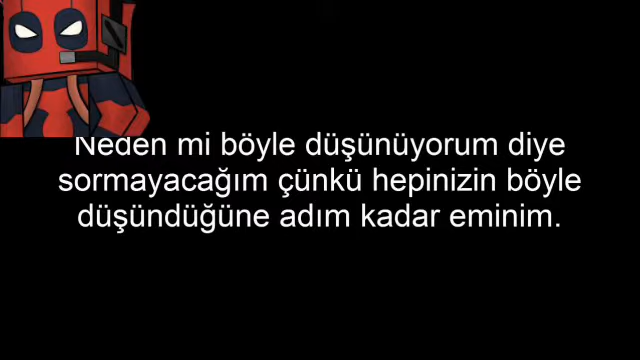 Neden mi böyle düşünüyorum diye
sormayacağım çünkü hepinizin böyle
düşündüğüne adım kadar eminim.